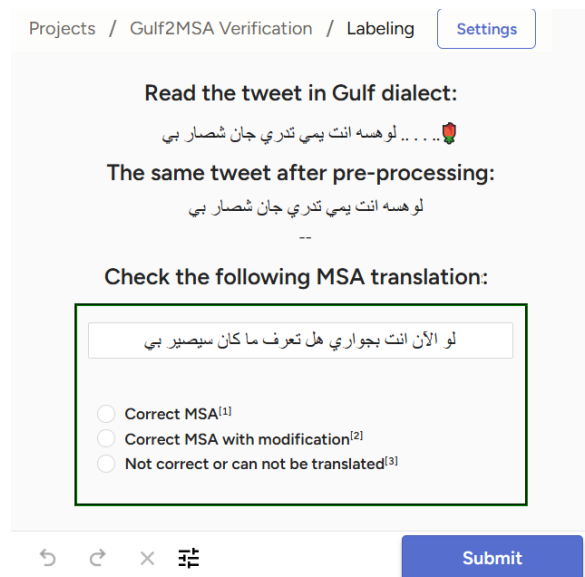 Projects / Gulf2MSA Verification / Labeling Settings
Read the tweet in Gulf dialect:
🌹.. . . .. لوهسه انت يمي تدري جان شصار بي
The same tweet after pre-processing:
لوهسه انت يمي تدري جان شصار بي
--
Check the following MSA translation:
لو الآن انت بجواري هل تعرف ما كان سيصير بي
Correct MSA[1]
Correct MSA with modification[2]
Not correct or can not be translated[3]
Submit